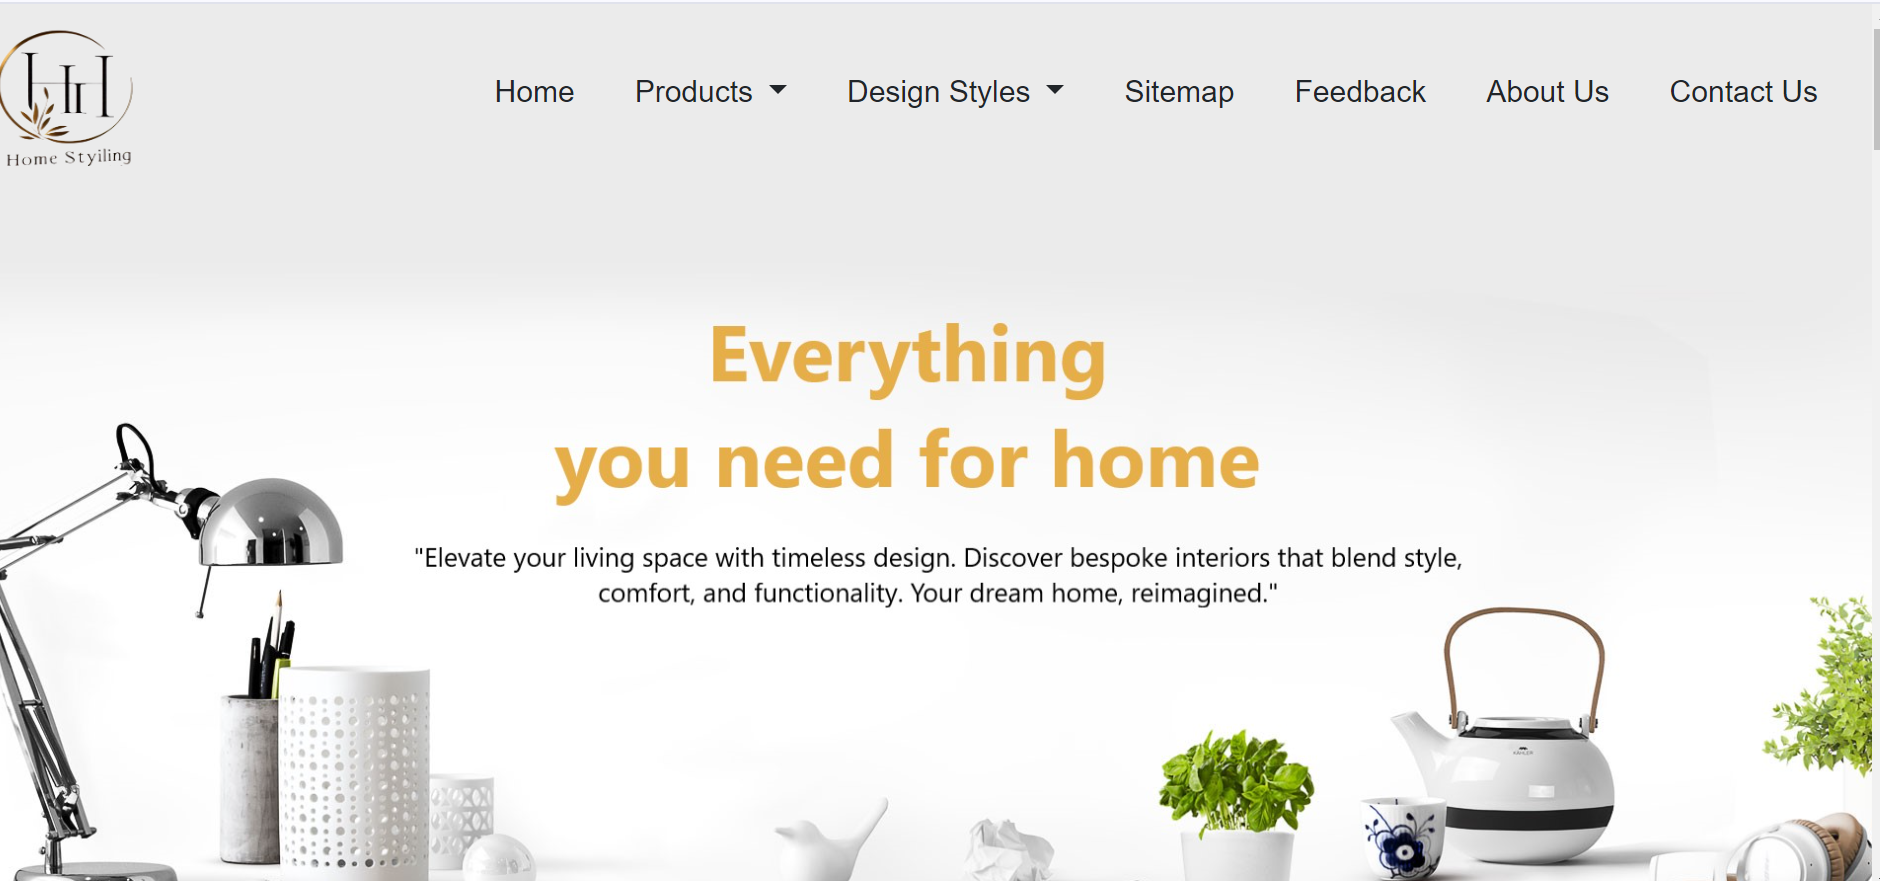 HH
Home Styiling
Home Products Design Styles Sitemap Feedback About Us Contact Us
Everything
you need for home
"Elevate your living space with timeless design. Discover bespoke interiors that blend style,
comfort, and functionality. Your dream home, reimagined."
KÄHLER